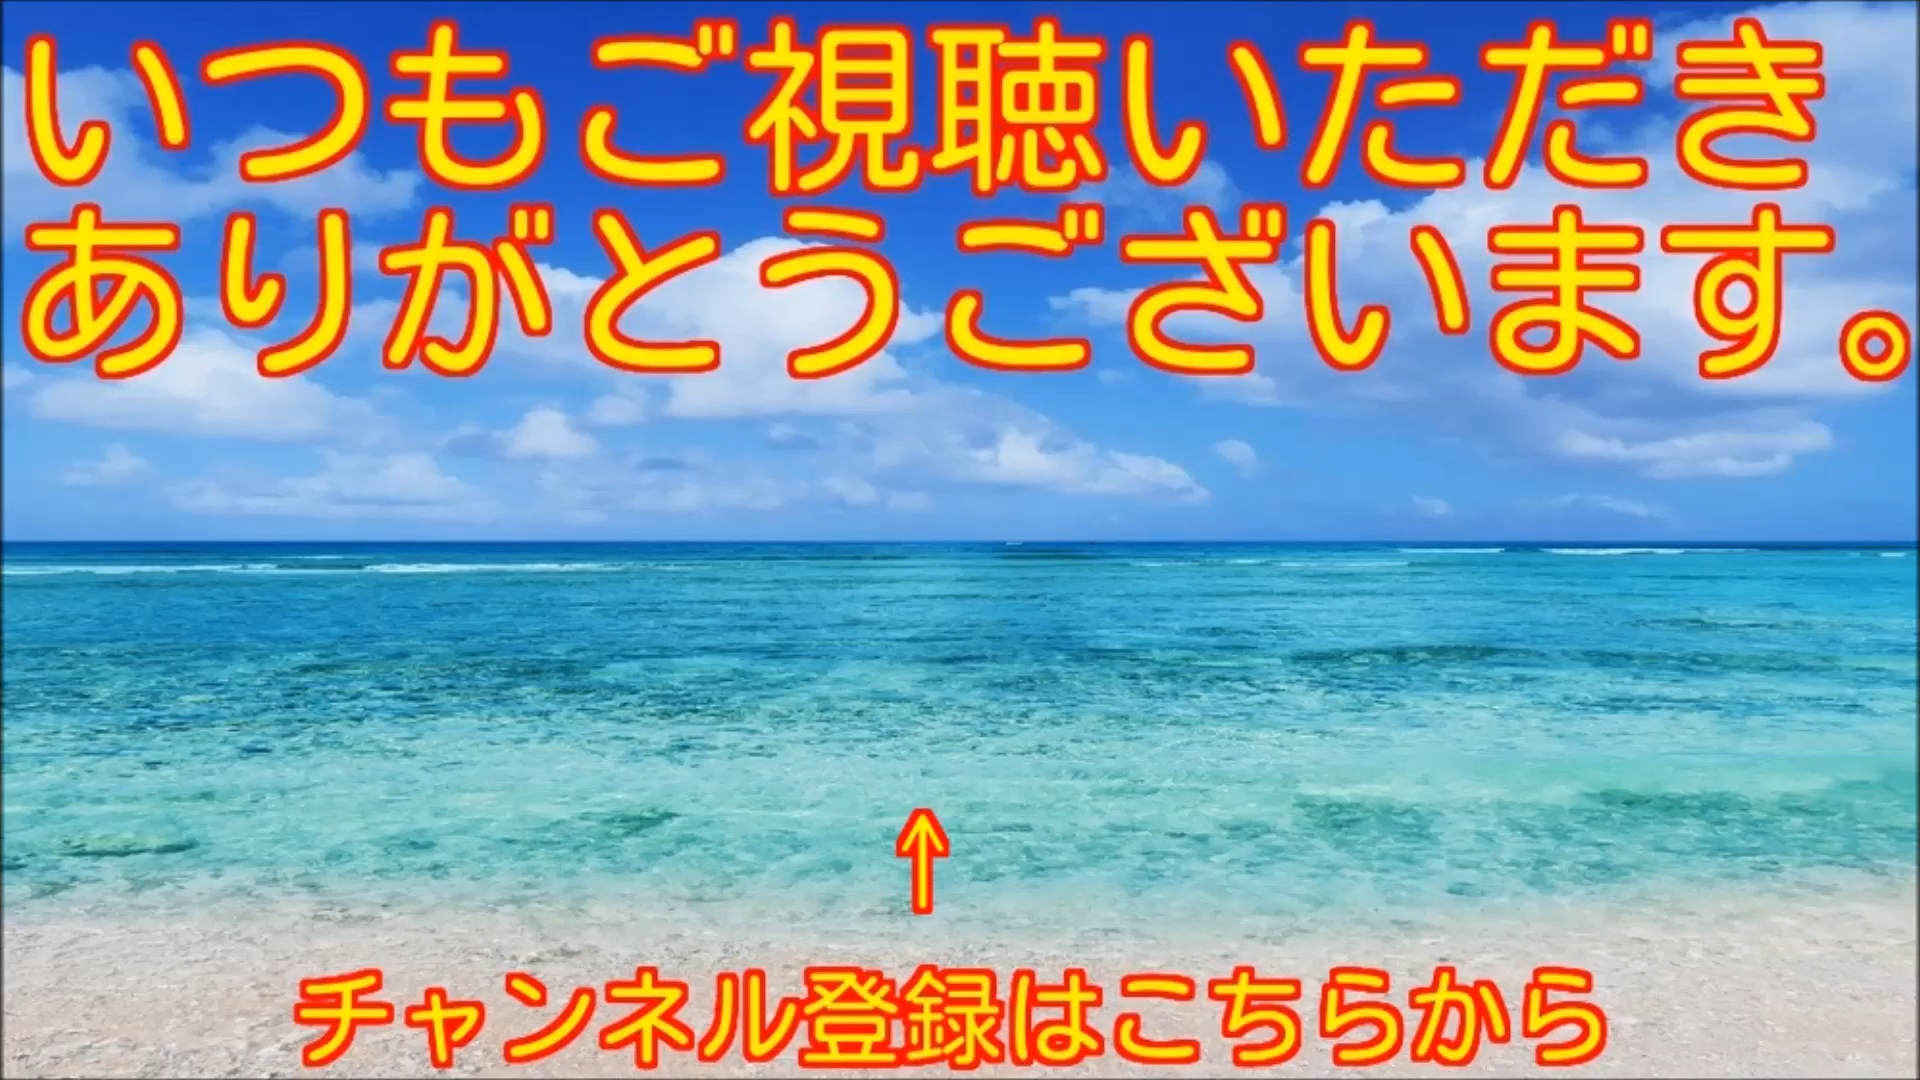 いつもご視聴いただき
ありがとうございます。
↑
チャンネル登録はこちらから